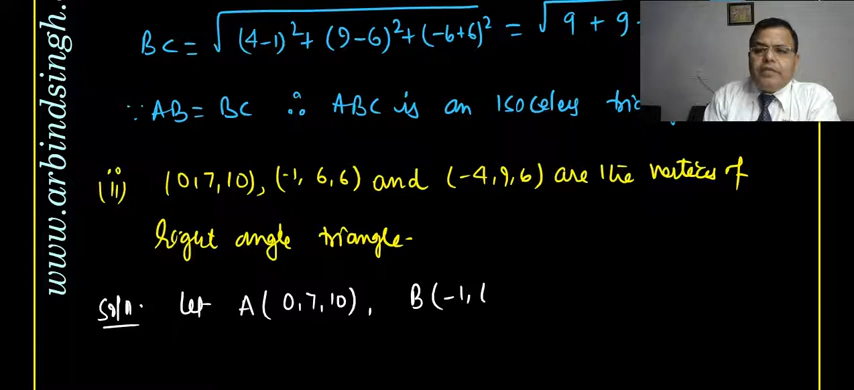 www.arbindsingh.
BC = √(4-1)² + (9-6)² + (-6+6)² = √9 + 9
∵ AB = BC ∴ ABC is an Isoceles
(ii) (0,7,10), (-1, 6,6) and (-4,9,6) are the vertices of
Right angle triangle-
Soln. Let A(0,7,10), B(-1, (